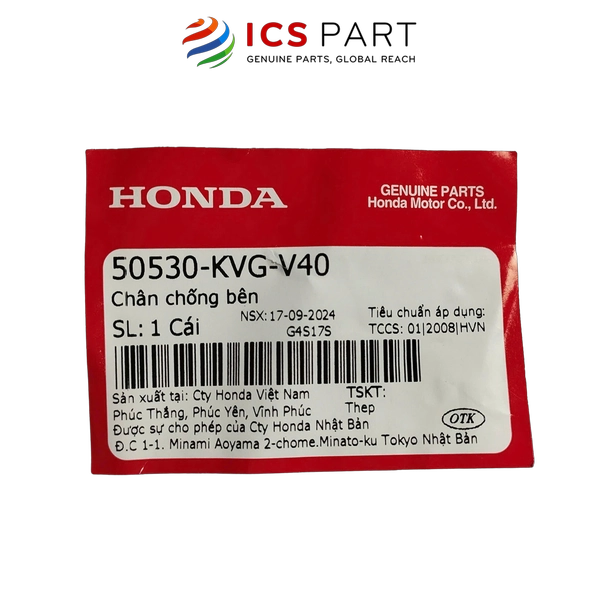 ICS PART
GENUINE PARTS, GLOBAL REACH
HONDA
GENUINE PARTS
Honda Motor Co., Ltd.
50530-KVG-V40
Chân chống bên
SL: 1 Cái
NSX: 17-09-2024
G4S17S
Tiêu chuẩn áp dụng:
TCCS: 01|2008|HVN
Sản xuất tại: Cty Honda Việt Nam
Phúc Thắng, Phúc Yên, Vĩnh Phúc
TSKT:
Thep
Được sự cho phép của Cty Honda Nhật Bản
Đ.C 1-1. Minami Aoyama 2-chome.Minato-ku Tokyo Nhật Bản
OTK